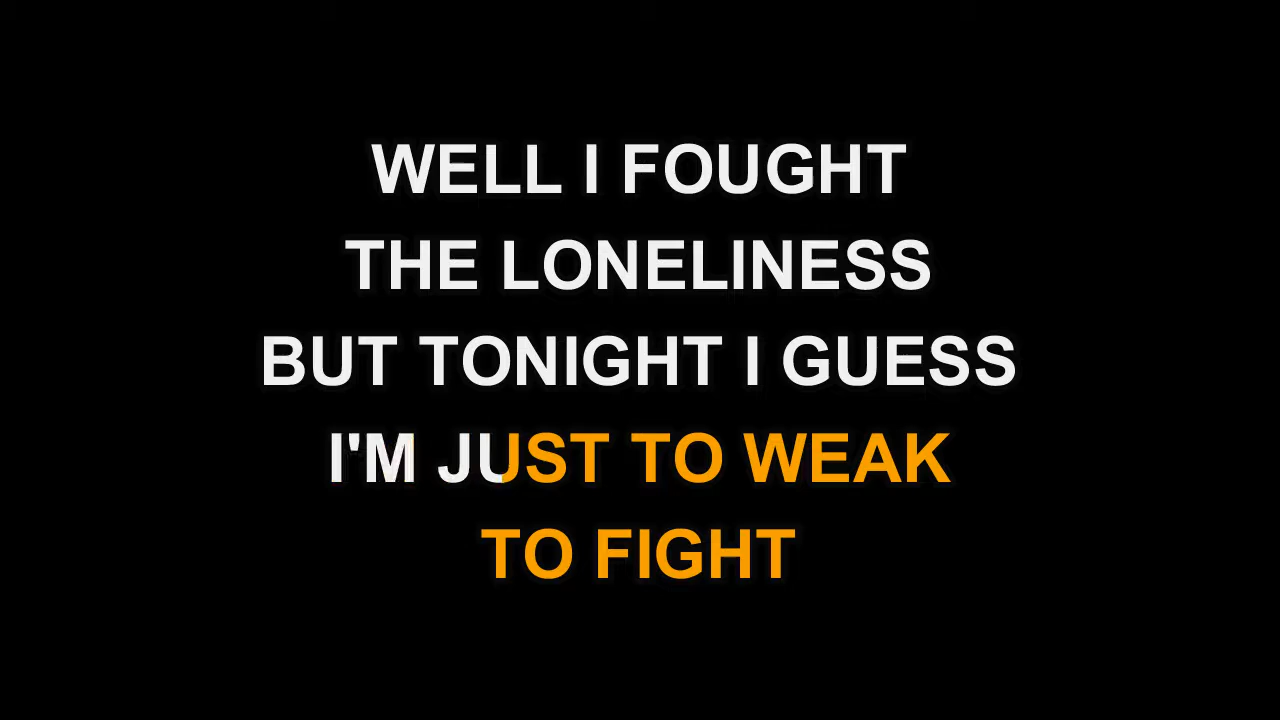 WELL I FOUGHT
THE LONELINESS
BUT TONIGHT I GUESS
I'M JUST TO WEAK
TO FIGHT